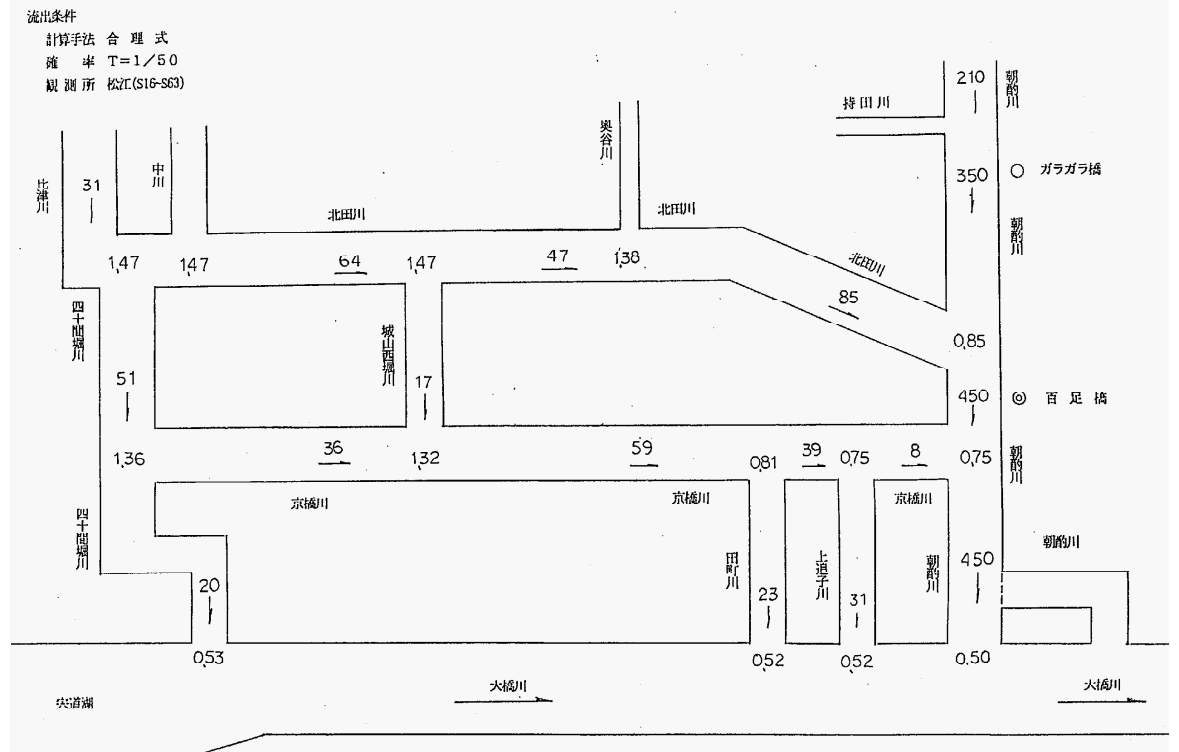 流出条件
計算手法 合理式
確 率 T=1/50
観測所 松江(S16~S63)
210
朝酌川
持田川
奥谷川
中川
比津川
31
350
ガラガラ橋
朝酌川
北田川
北田川
北田川
1.47
1.47
64
1.47
47
1.38
85
四十間堀川
城山西堀川
0.85
51
17
450
百足橋
1.36
36
1.32
59
0.81
39
0.75
8
0.75
朝酌川
京橋川
京橋川
京橋川
四十間堀川
田町川
上追子川
朝酌川
450
朝酌川
20
23
31
0.53
0.52
0.52
0.50
宍道湖
大橋川
大橋川